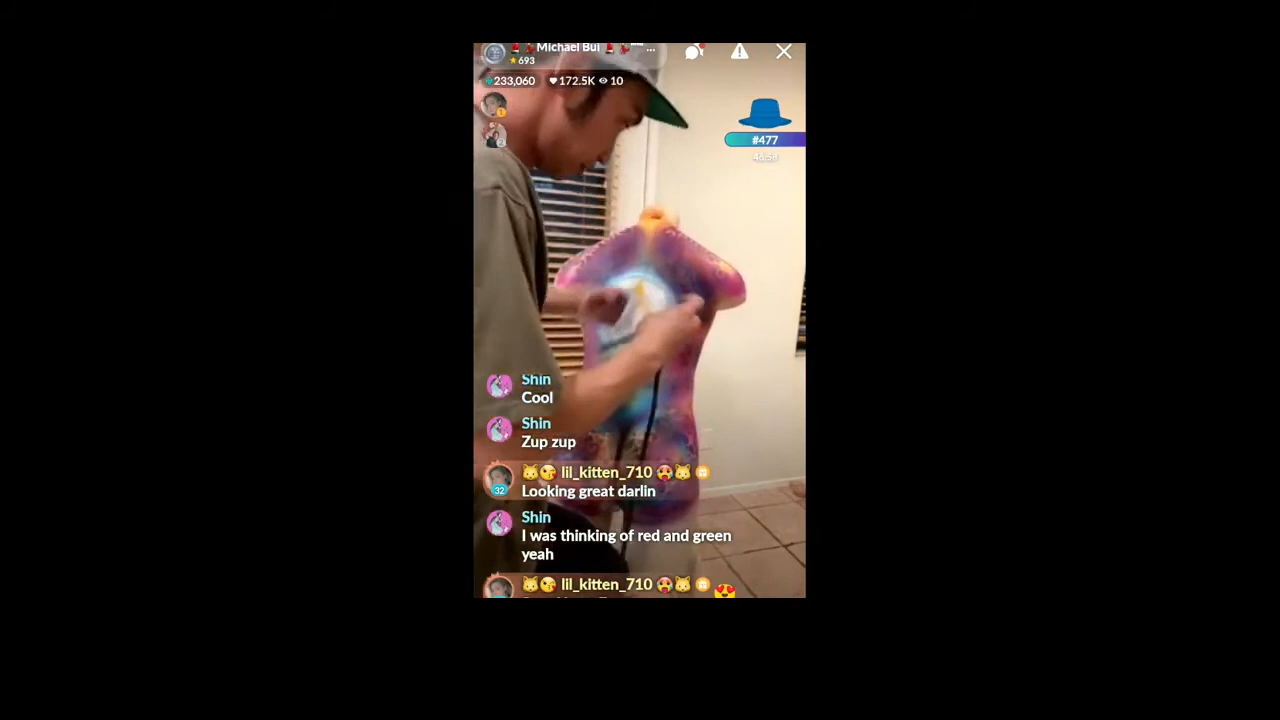 Michael Bui ...
693
233,060 172.5K 10
#477
Shin
Cool
Shin
Zup zup
lil_kitten_710
32
Looking great darlin
Shin
I was thinking of red and green
yeah
lil_kitten_710